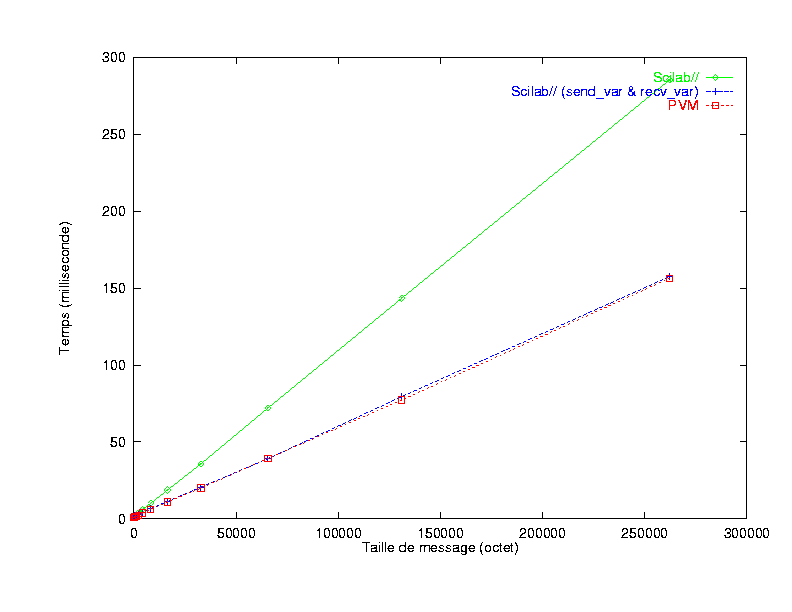 300
Scilab//
Scilab// (send_var & recv_var)
PVM
250
200
Temps (milliseconde)
150
100
50
0
0 50000 100000 150000 200000 250000 300000
Taille de message (octet)